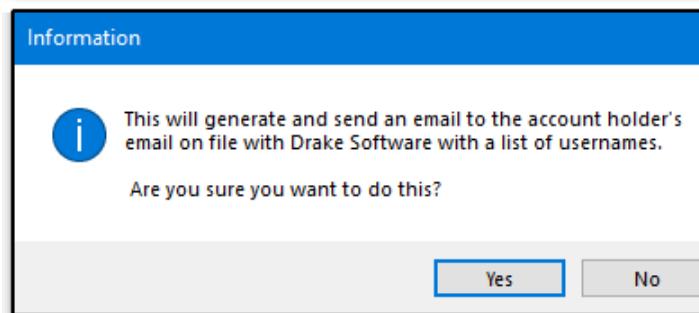 Information
This will generate and send an email to the account holder's
email on file with Drake Software with a list of usernames.
Are you sure you want to do this?
Yes
No